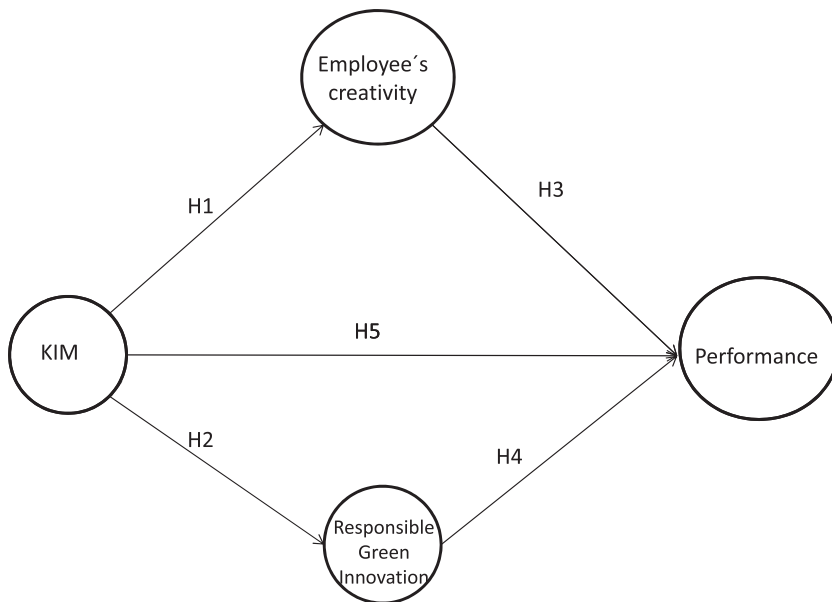 Employee´s
creativity
H1
H3
KIM
H5
Performance
H2
H4
Responsible
Green
Innovation